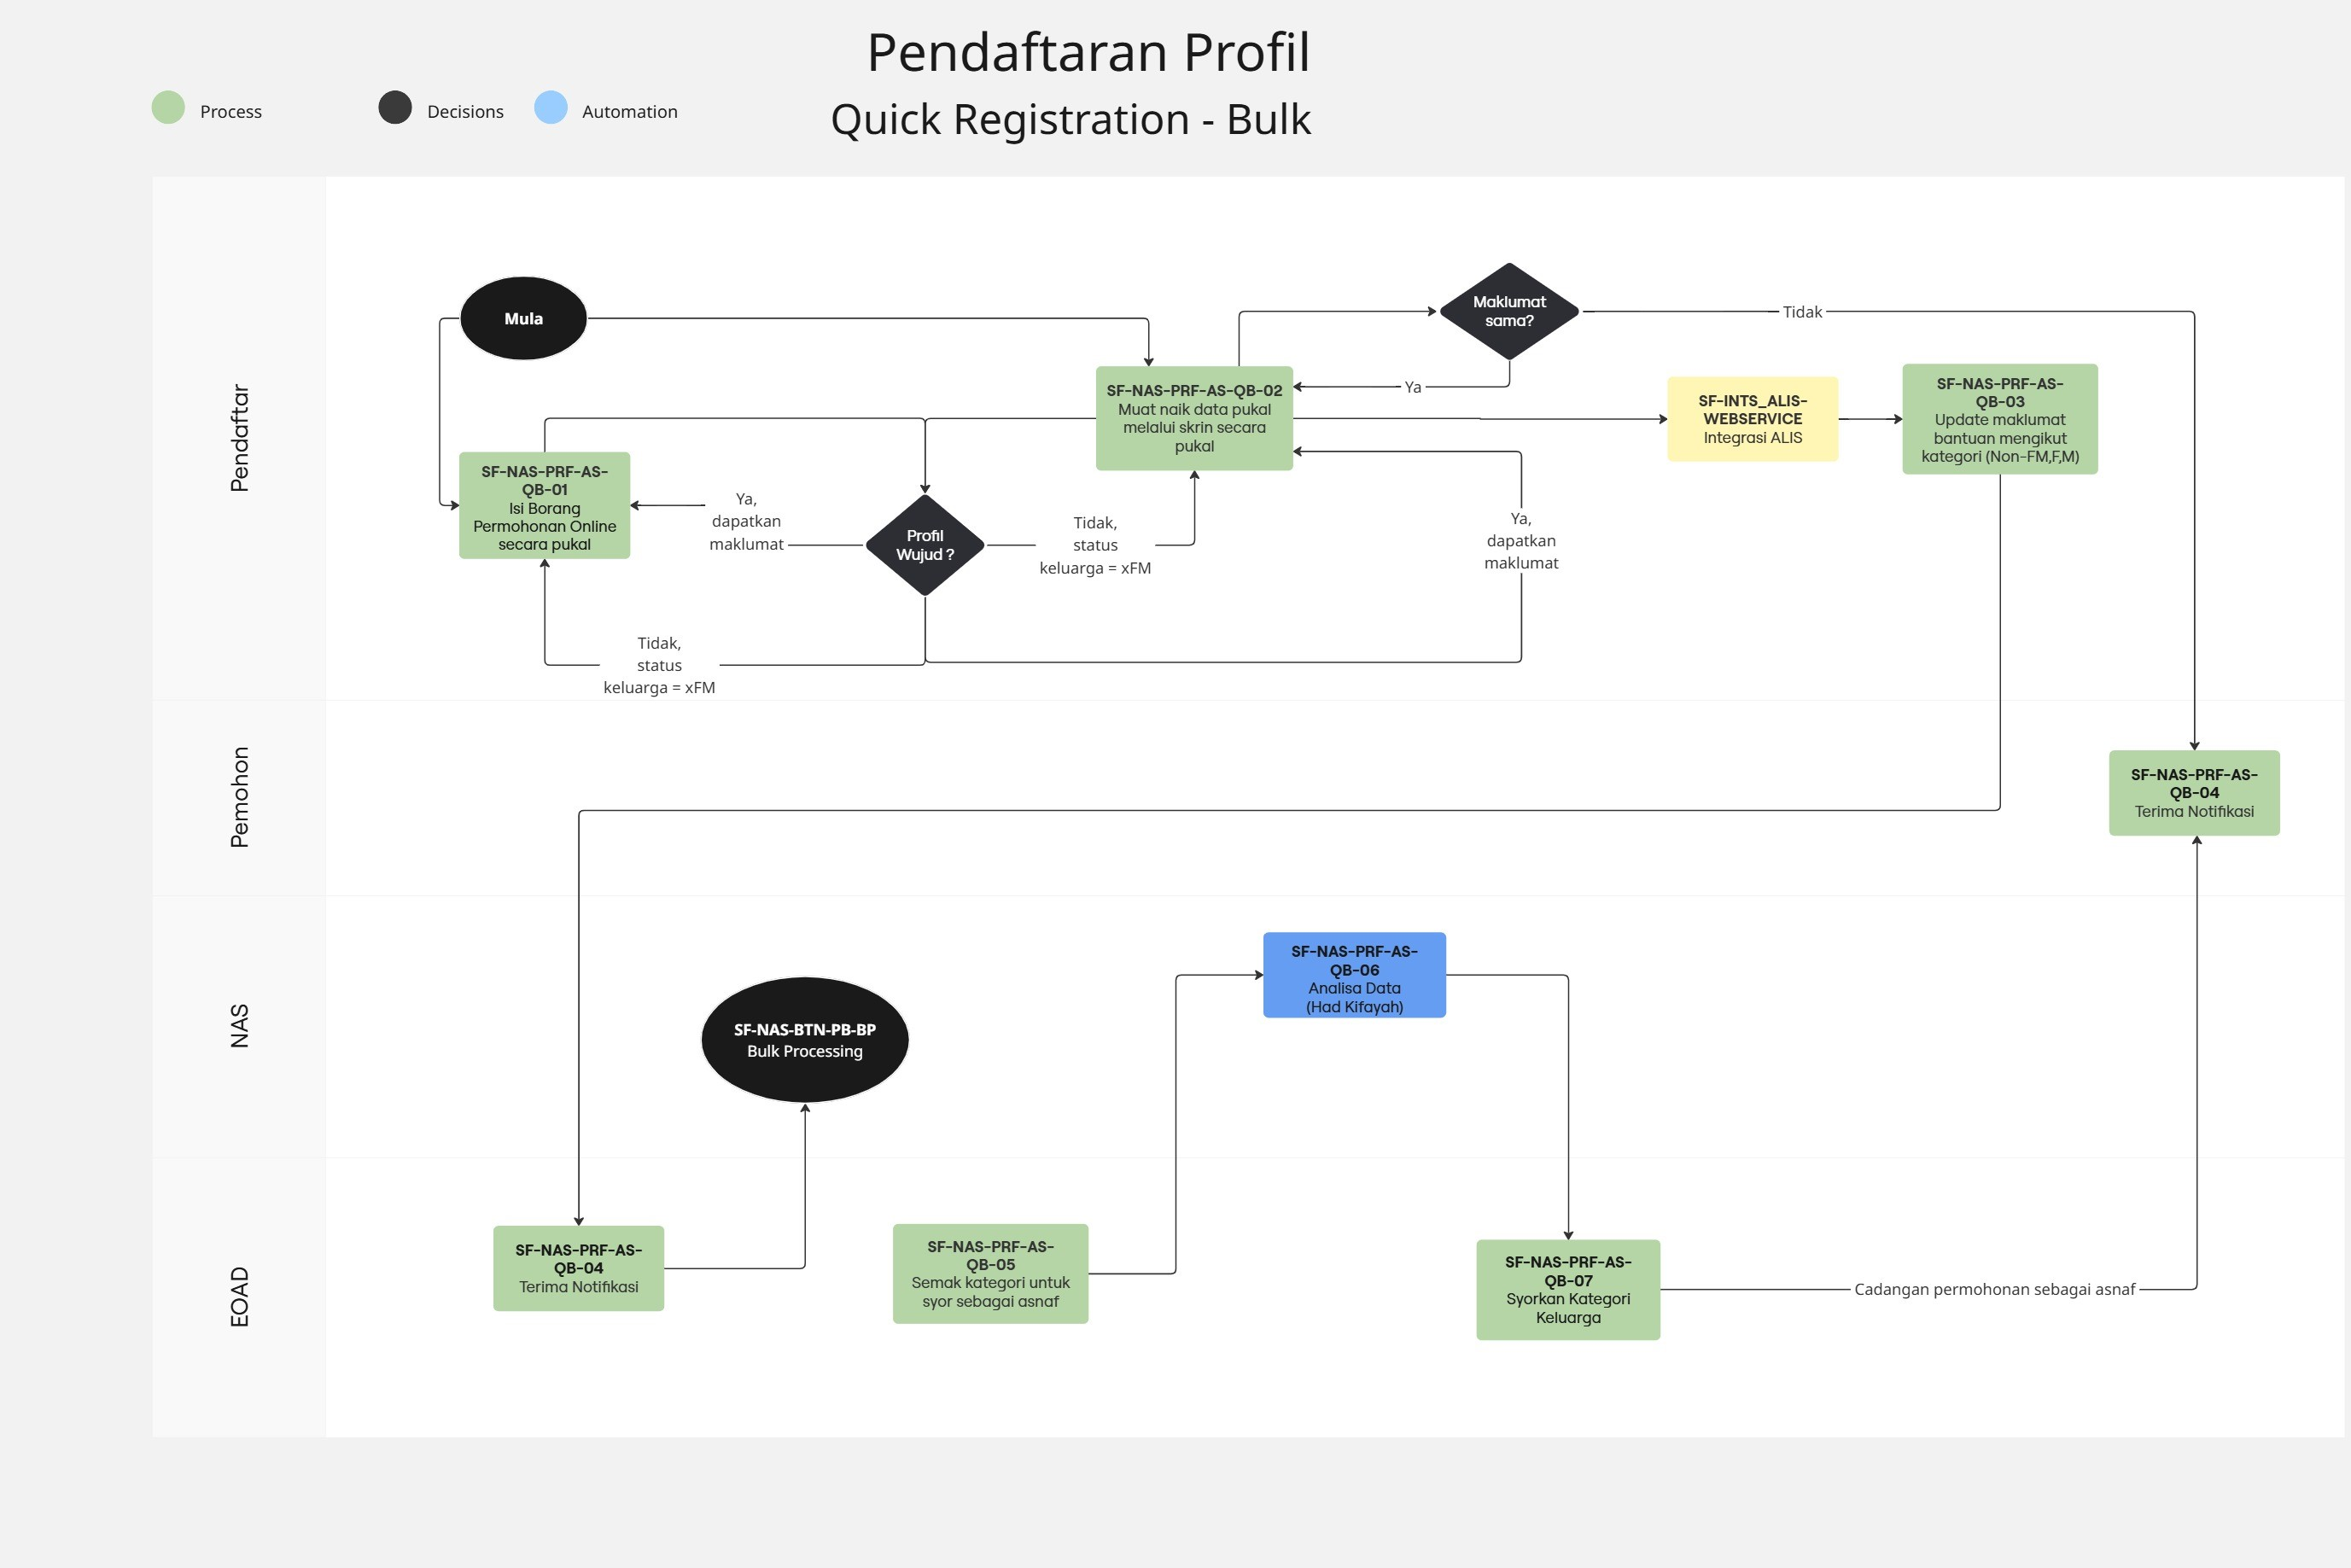 Pendaftaran Profil
Quick Registration - Bulk
Process
Decisions
Automation
Pendaftar
Mula
Maklumat
sama?
Tidak
Ya
SF-NAS-PRF-AS-QB-02
Muat naik data pukal
melalui skrin secara
pukal
SF-INTS_ALIS-
WEBSERVICE
Integrasi ALIS
SF-NAS-PRF-AS-
QB-03
Update maklumat
bantuan mengikut
kategori (Non-FM,F,M)
SF-NAS-PRF-AS-
QB-01
Isi Borang
Permohonan Online
secara pukal
Ya,
dapatkan
maklumat
Profil
Wujud ?
Tidak,
status
keluarga = xFM
Ya,
dapatkan
maklumat
Tidak,
status
keluarga = xFM
Pemohon
SF-NAS-PRF-AS-
QB-04
Terima Notifikasi
NAS
SF-NAS-BTN-PB-BP
Bulk Processing
SF-NAS-PRF-AS-
QB-06
Analisa Data
(Had Kifayah)
EOAD
SF-NAS-PRF-AS-
QB-04
Terima Notifikasi
SF-NAS-PRF-AS-
QB-05
Semak kategori untuk
syor sebagai asnaf
SF-NAS-PRF-AS-
QB-07
Syorkan Kategori
Keluarga
Cadangan permohonan sebagai asnaf